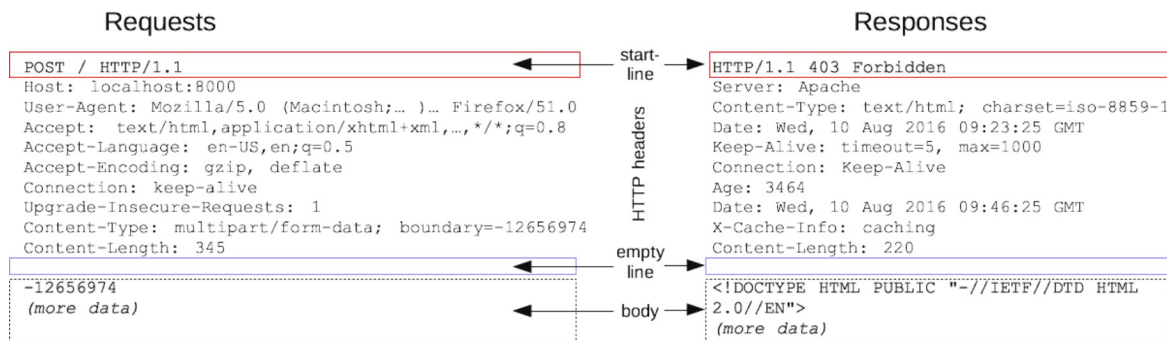 Requests
POST / HTTP/1.1
Host: localhost:8000
User-Agent: Mozilla/5.0 (Macintosh;… )… Firefox/51.0
Accept: text/html,application/xhtml+xml,…,*/*;q=0.8
Accept-Language: en-US,en;q=0.5
Accept-Encoding: gzip, deflate
Connection: keep-alive
Upgrade-Insecure-Requests: 1
Content-Type: multipart/form-data; boundary=-12656974
Content-Length: 345
-12656974
(more data)
start-
line
HTTP headers
empty
line
body
Responses
HTTP/1.1 403 Forbidden
Server: Apache
Content-Type: text/html; charset=iso-8859-1
Date: Wed, 10 Aug 2016 09:23:25 GMT
Keep-Alive: timeout=5, max=1000
Connection: Keep-Alive
Age: 3464
Date: Wed, 10 Aug 2016 09:46:25 GMT
X-Cache-Info: caching
Content-Length: 220
<!DOCTYPE HTML PUBLIC "-//IETF//DTD HTML
2.0//EN">
(more data)